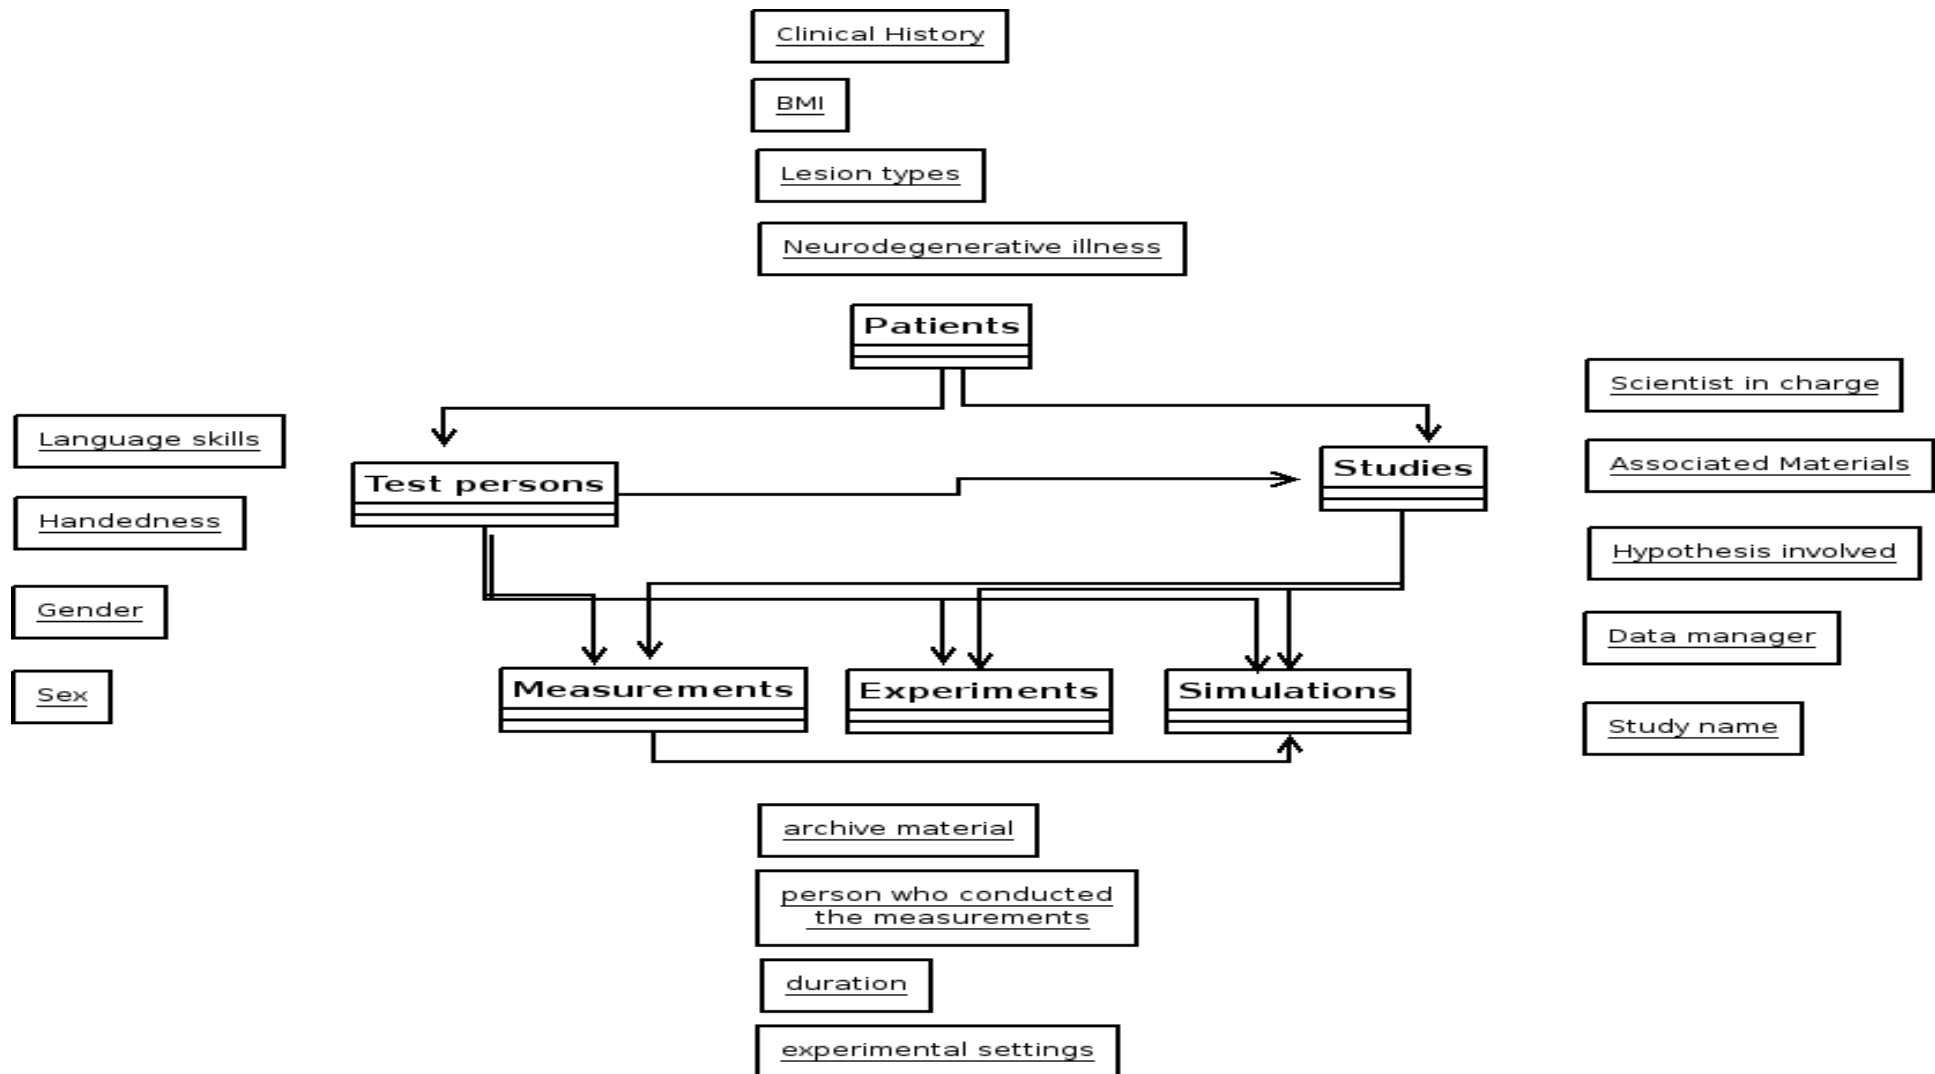 Clinical History
BMI
Lesion types
Neurodegenerative illness
Patients
Scientist in charge
Language skills
Associated Materials
Studies
Test persons
Handedness
Hypothesis involved
Gender
Data manager
Sex
Measurements
Experiments
Simulations
Study name
archive material
person who conducted
the measurements
duration
experimental settings